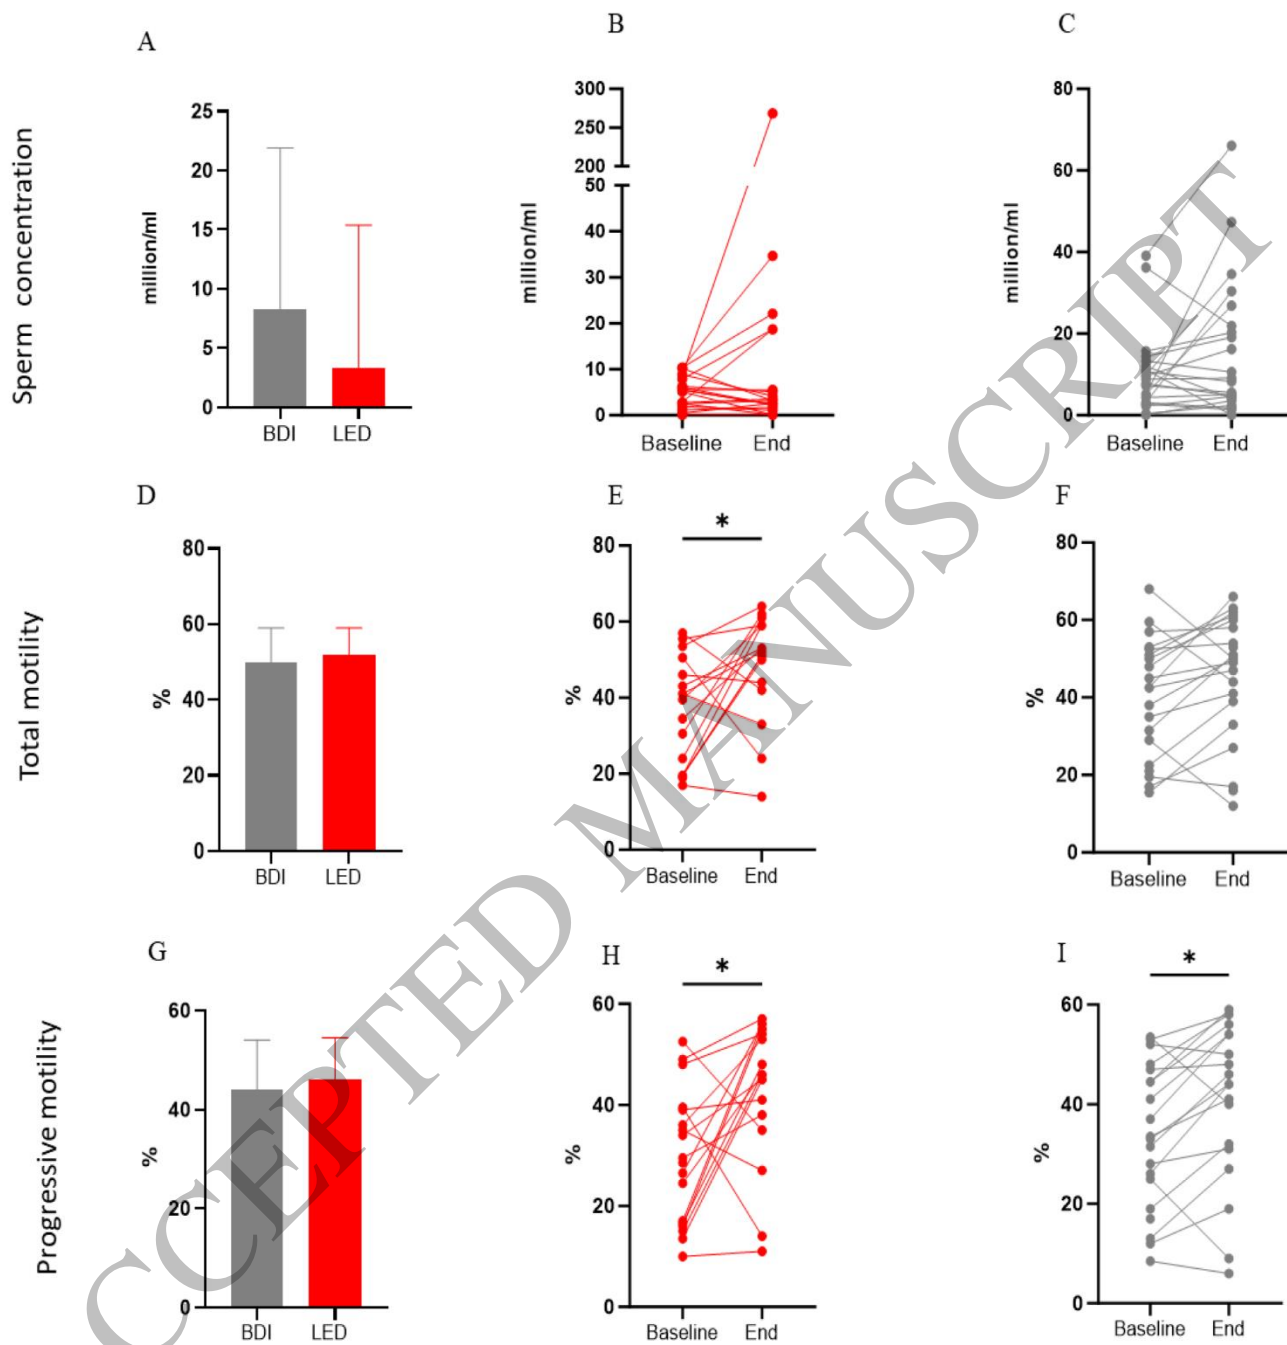 A
B
C
Sperm concentration
million/ml
25
20
15
10
5
0
BDI
LED
million/ml
300
250
200
50
40
30
20
10
0
Baseline
End
million/ml
80
60
40
20
0
Baseline
End
D
E
F
Total motility
%
80
60
40
20
0
BDI
LED
*
%
80
60
40
20
0
Baseline
End
%
80
60
40
20
0
Baseline
End
G
H
I
Progressive motility
%
60
40
20
0
BDI
LED
*
%
60
40
20
0
Baseline
End
*
%
60
40
20
0
Baseline
End
CCEPTED MANUSCRIPT